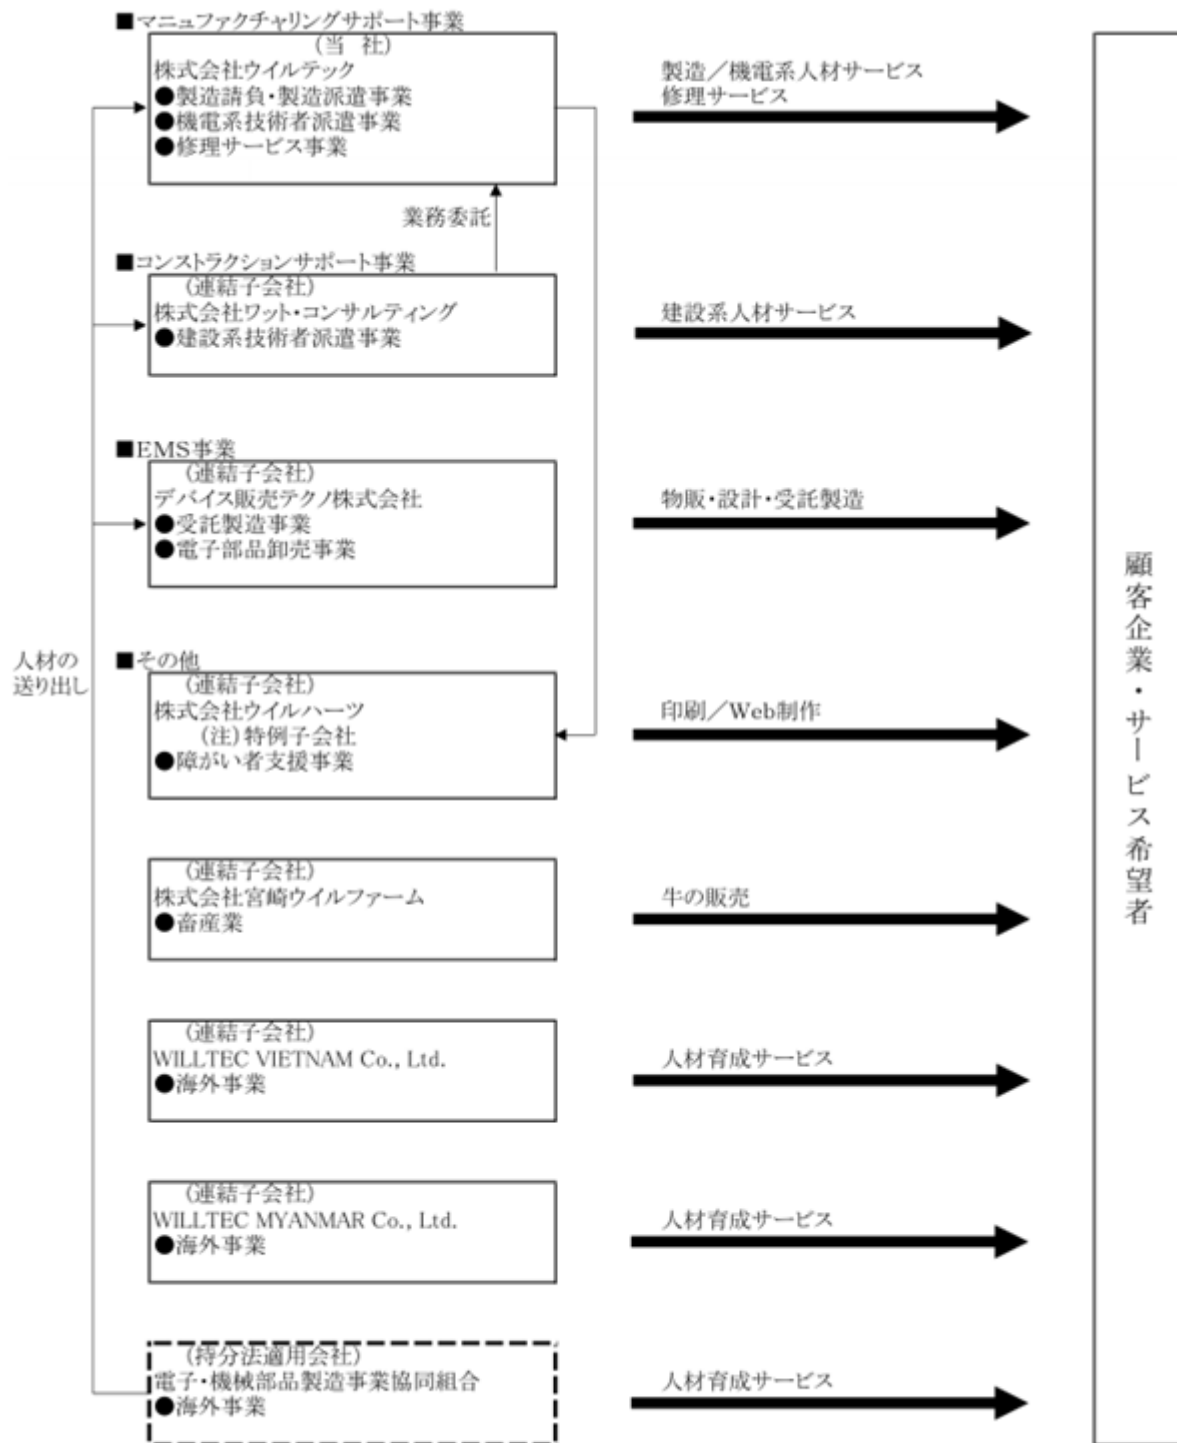 ■マニュファクチャリングサポート事業
(当 社)
株式会社ウイルテック
●製造請負・製造派遣事業
●機電系技術者派遣事業
●修理サービス事業
製造／機電系人材サービス
修理サービス
業務委託
■コンストラクションサポート事業
(連結子会社)
株式会社ワット・コンサルティング
●建設系技術者派遣事業
建設系人材サービス
■EMS事業
(連結子会社)
デバイス販売テクノ株式会社
●受託製造事業
●電子部品卸売事業
物販・設計・受託製造
人材の
送り出し
■その他
(連結子会社)
株式会社ウイルハーツ
(注)特例子会社
●障がい者支援事業
印刷／Web制作
(連結子会社)
株式会社宮崎ウイルファーム
●畜産業
牛の販売
(連結子会社)
WILLTEC VIETNAM Co., Ltd.
●海外事業
人材育成サービス
(連結子会社)
WILLTEC MYANMAR Co., Ltd.
●海外事業
人材育成サービス
(持分法適用会社)
電子・機械部品製造事業協同組合
●海外事業
人材育成サービス
顧客企業・サービス希望者